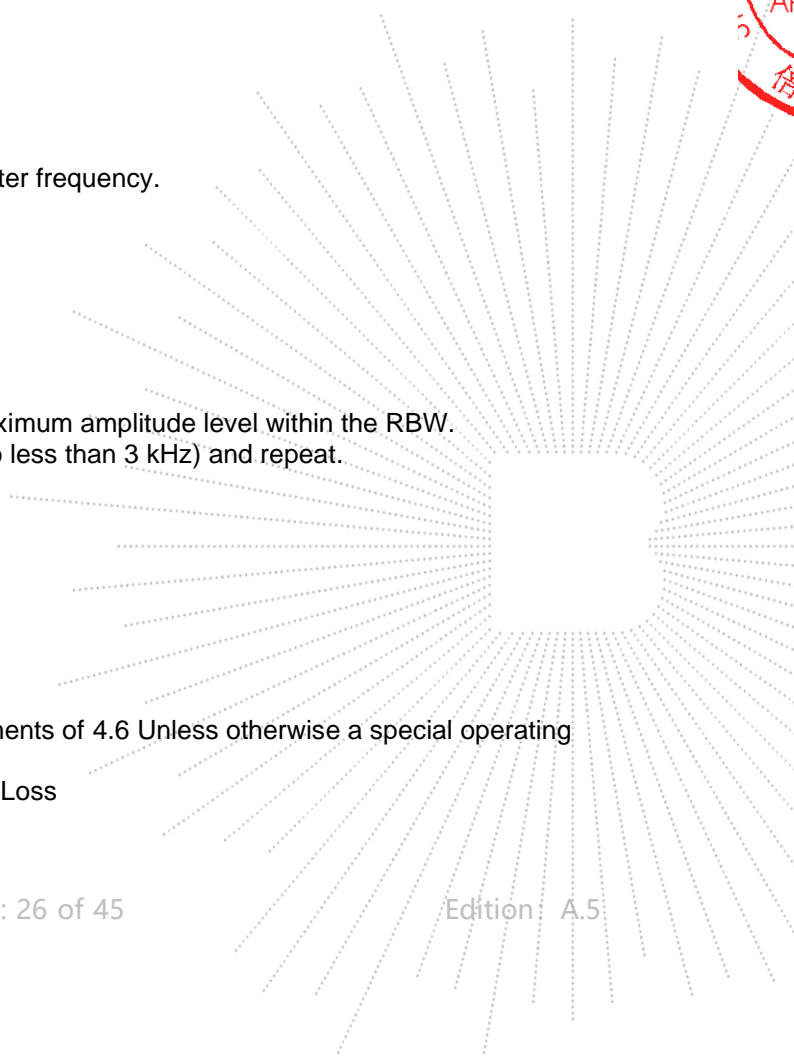 ter frequency.
ximum amplitude level within the RBW.
o less than 3 kHz) and repeat.
nents of 4.6 Unless otherwise a special operating
Loss
: 26 of 45 Edition: A.5